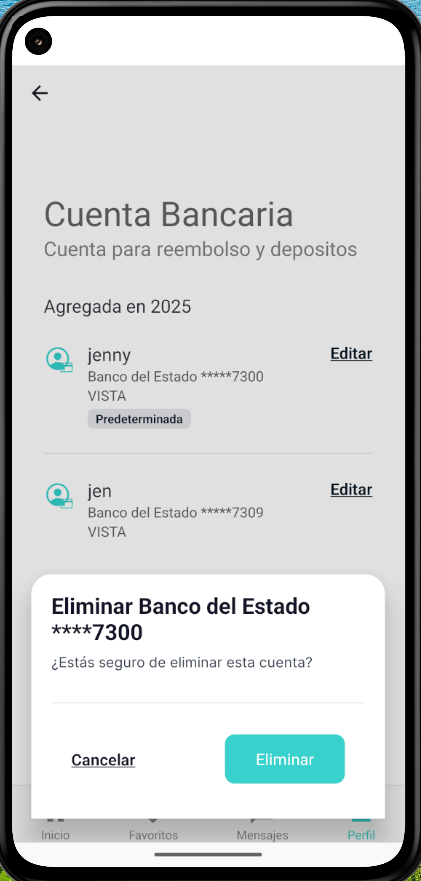 Cuenta Bancaria
Cuenta para reembolso y depositos
Agregada en 2025
jenny
Editar
Banco del Estado *****7300
VISTA
Predeterminada
jen
Editar
Banco del Estado *****7309
VISTA
Eliminar Banco del Estado
****7300
¿Estás seguro de eliminar esta cuenta?
Cancelar
Eliminar
Inicio
Favoritos
Mensajes
Perfil